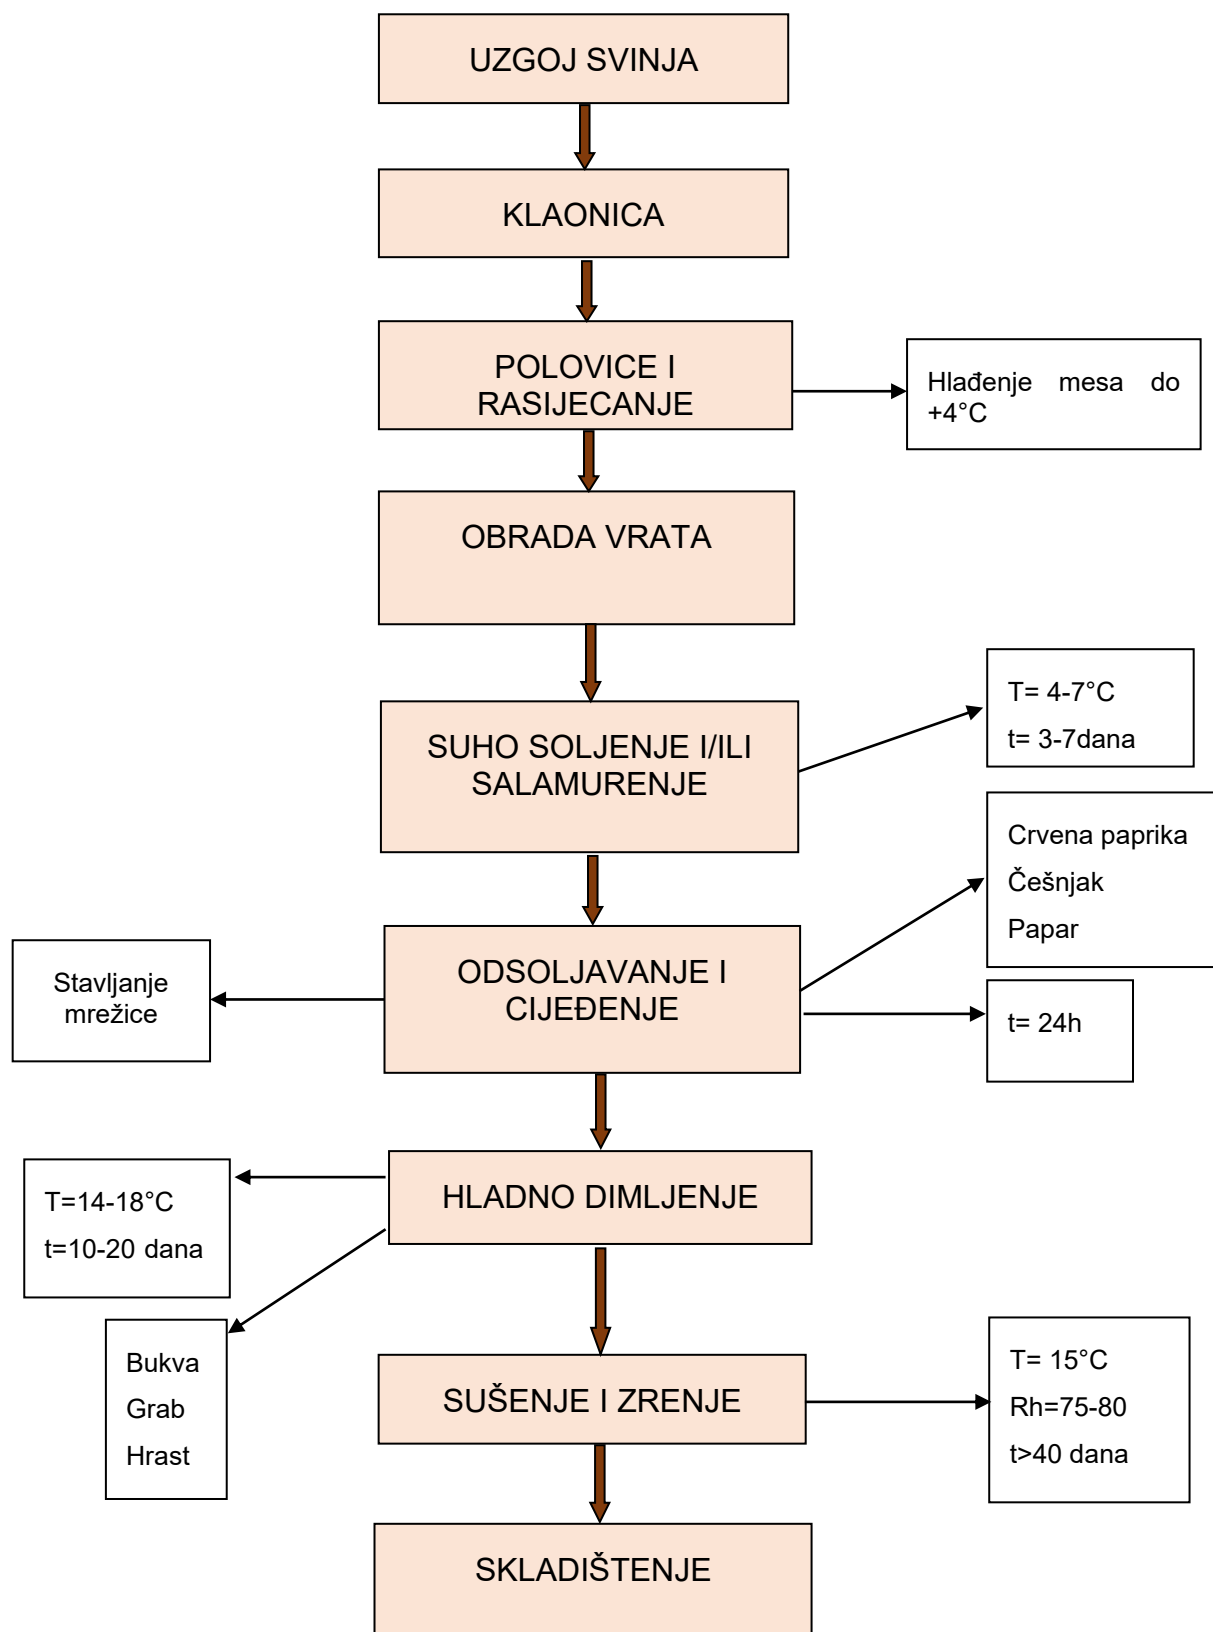 UZGOJ SVINJA
KLAONICA
POLOVICE I
RASIJECANJE
Hlađenje mesa do
+4°C
OBRADA VRATA
SUHO SOLJENJE I/ILI
SALAMURENJE
T= 4-7°C
t= 3-7dana
Crvena paprika
Češnjak
Papar
ODSOLJAVANJE I
CIJEĐENJE
Stavljanje
mrežice
t= 24h
HLADNO DIMLJENJE
T=14-18°C
t=10-20 dana
Bukva
Grab
Hrast
SUŠENJE I ZRENJE
T= 15°C
Rh=75-80
t>40 dana
SKLADIŠTENJE